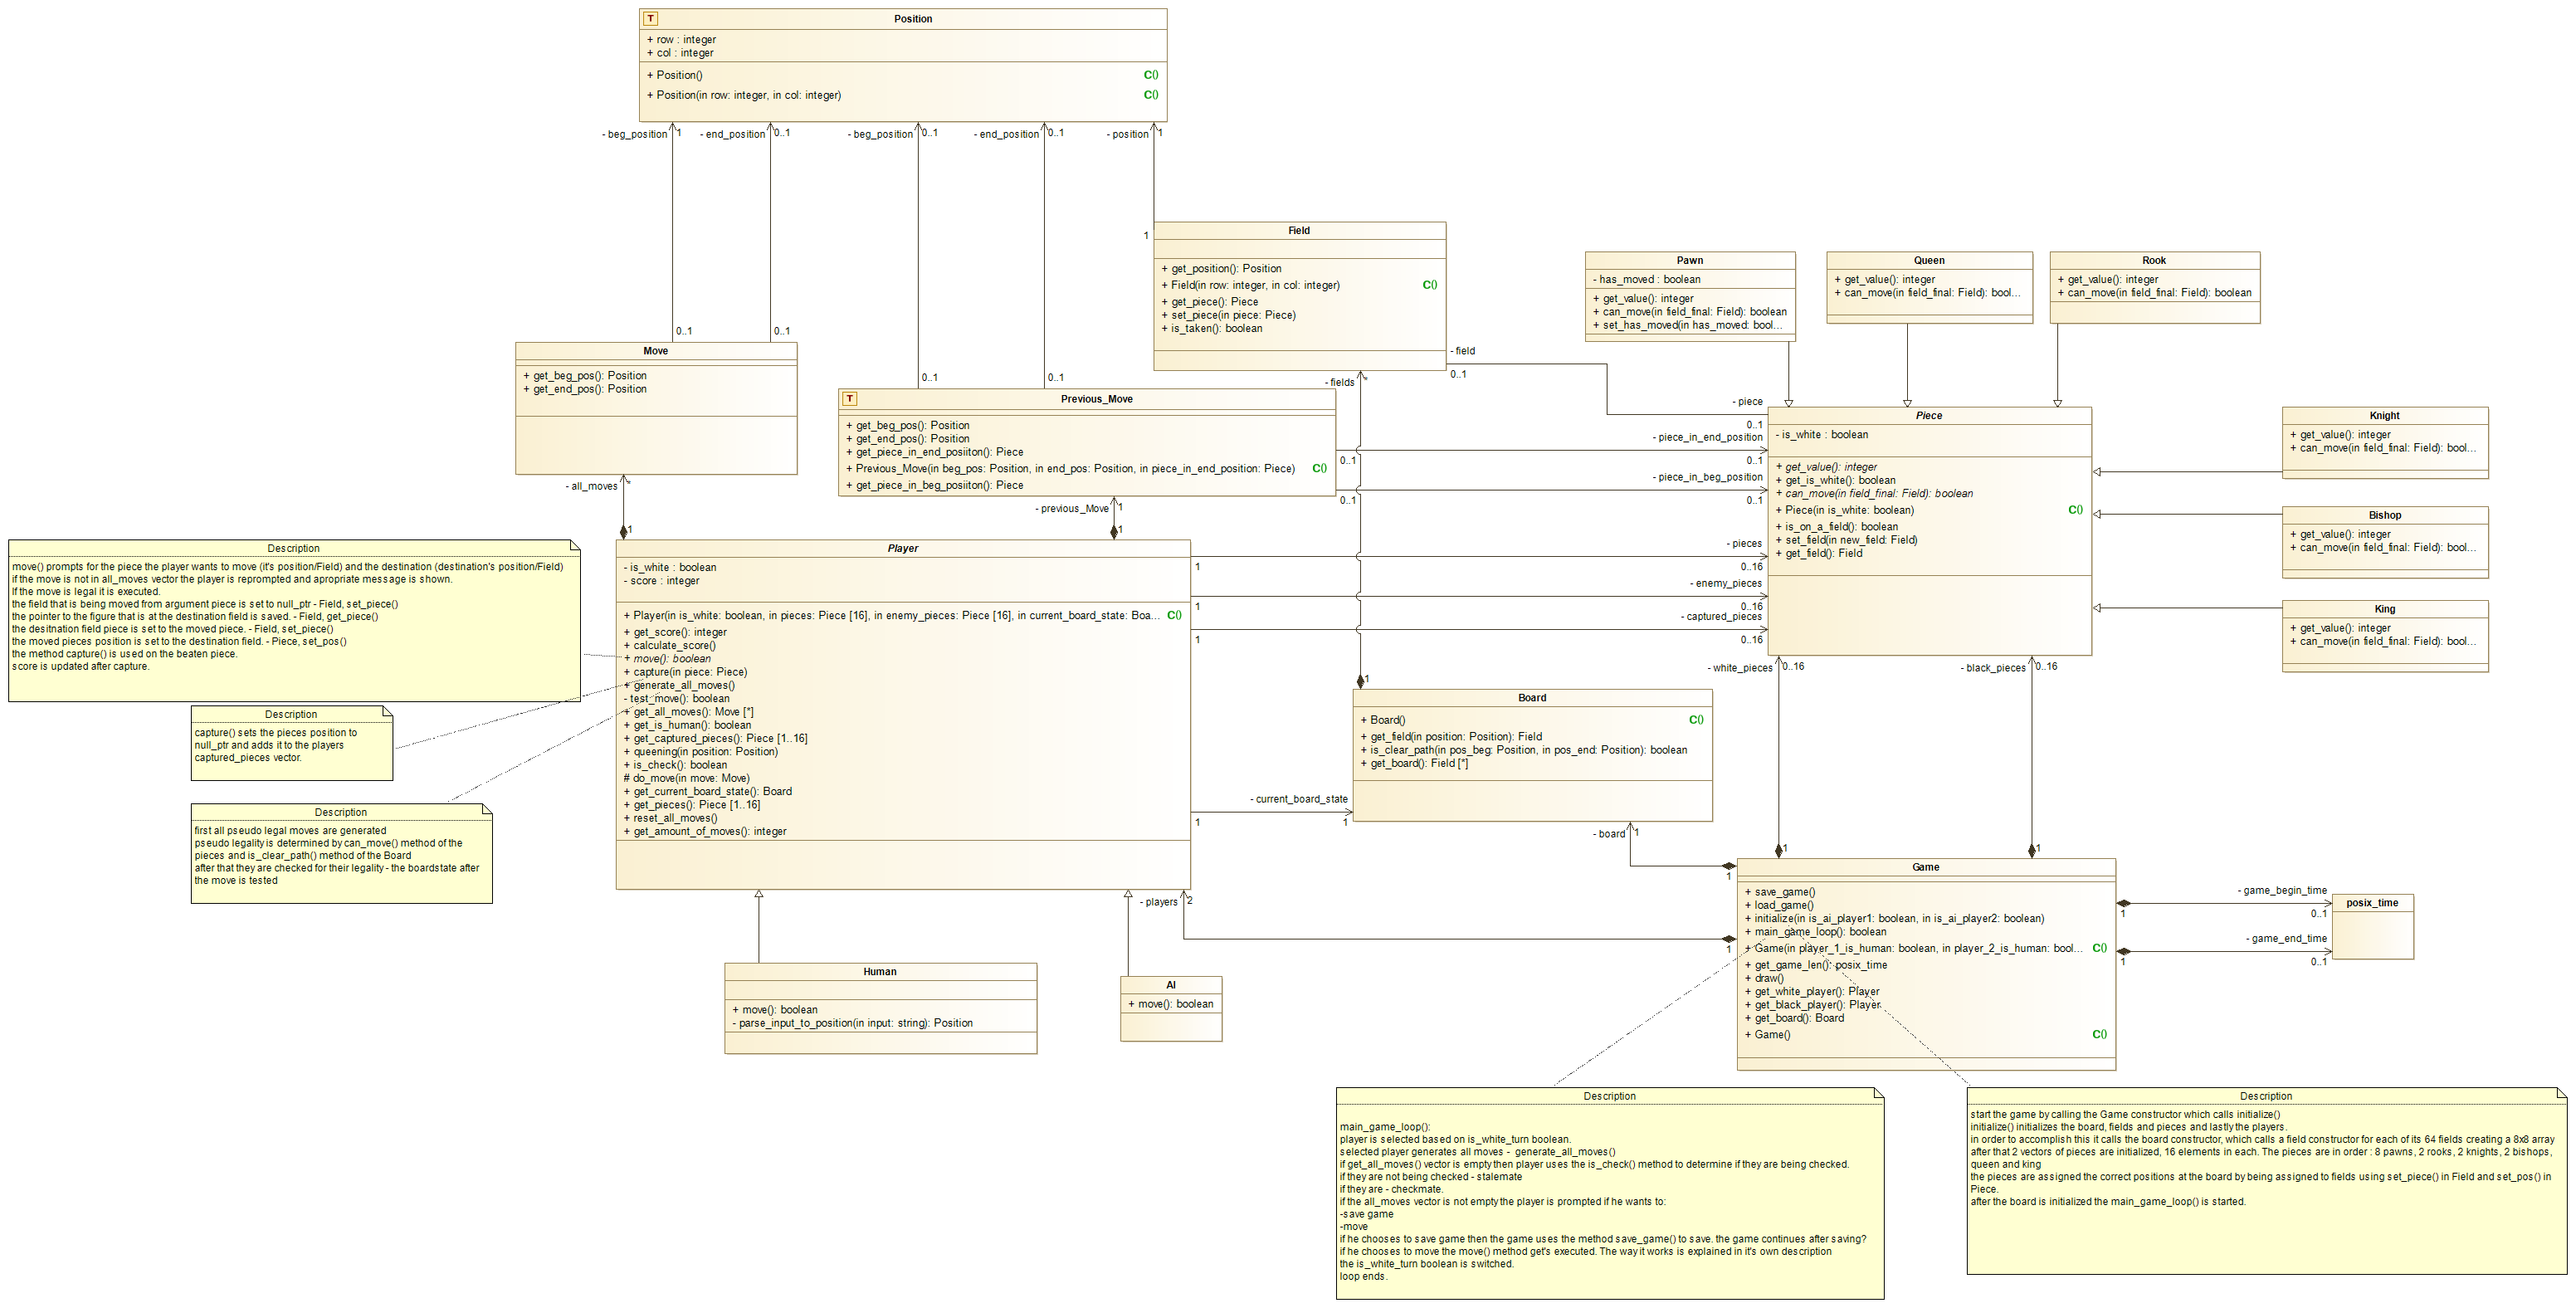 T Position
+ row : integer
+ col : integer
+ Position() C()
+ Position(in row: integer, in col: integer) C()
- beg_position 1
- end_position 0..1
- beg_position 0..1
- end_position 0..1
- position 1
0..1
0..1
0..1
0..1
1
Field
+ get_position(): Position
+ Field(in row: integer, in col: integer) C()
+ get_piece(): Piece
+ set_piece(in piece: Piece)
+ is_taken(): boolean
Pawn
- has_moved : boolean
+ get_value(): integer
+ can_move(in field_final: Field): boolean
+ set_has_moved(in has_moved: bool...
Queen
+ get_value(): integer
+ can_move(in field_final: Field): bool...
Rook
+ get_value(): integer
+ can_move(in field_final: Field): boolean
Move
+ get_beg_pos(): Position
+ get_end_pos(): Position
T Previous_Move
+ get_beg_pos(): Position
+ get_end_pos(): Position
+ get_piece_in_end_posiiton(): Piece
+ Previous_Move(in beg_pos: Position, in end_pos: Position, in piece_in_end_position: Piece) C()
+ get_piece_in_beg_posiiton(): Piece
- field
0..1
- fields *
- piece
0..1
- piece_in_end_position
0..1 0..1
- piece_in_beg_position
0..1 0..1
Piece
- is_white : boolean
+ get_value(): integer
+ get_is_white(): boolean
+ can_move(in field_final: Field): boolean
+ Piece(in is_white: boolean) C()
+ is_on_a_field(): boolean
+ set_field(in new_field: Field)
+ get_field(): Field
Knight
+ get_value(): integer
+ can_move(in field_final: Field): bool...
Bishop
+ get_value(): integer
+ can_move(in field_final: Field): bool...
King
+ get_value(): integer
+ can_move(in field_final: Field): bool...
- all_moves *
1
- previous_Move 1
1
Description
move() prompts for the piece the player wants to move (it's position/Field) and the destination (destination's position/Field)
if the move is not in all_moves vector the player is reprompted and apropriate message is shown.
If the move is legal it is executed.
the field that is being moved from argument piece is set to null_ptr - Field, set_piece()
the pointer to the figure that is at the destination field is saved. - Field, get_piece()
the desitnation field piece is set to the moved piece. - Field, set_piece()
the moved pieces position is set to the destination field. - Piece, set_pos()
the method capture() is used on the beaten piece.
score is updated after capture.
Description
capture() sets the pieces position to
null_ptr and adds it to the players
captured_pieces vector.
Description
first all pseudo legal moves are generated
pseudo legality is determined by can_move() method of the
pieces and is_clear_path() method of the Board
after that they are checked for their legality - the boardstate after
the move is tested
Player
- is_white : boolean
- score : integer
+ Player(in is_white: boolean, in pieces: Piece [16], in enemy_pieces: Piece [16], in current_board_state: Boa... C()
+ get_score(): integer
+ calculate_score()
+ move(): boolean
+ capture(in piece: Piece)
+ generate_all_moves()
- test_move(): boolean
+ get_all_moves(): Move [*]
+ get_is_human(): boolean
+ get_captured_pieces(): Piece [1..16]
+ queening(in position: Position)
+ is_check(): boolean
# do_move(in move: Move)
+ get_current_board_state(): Board
+ get_pieces(): Piece [1..16]
+ reset_all_moves()
+ get_amount_of_moves(): integer
- pieces
1 0..16
- enemy_pieces
1 0..16
- captured_pieces
1 0..16
- current_board_state
1 1
1
Board
+ Board() C()
+ get_field(in position: Position): Field
+ is_clear_path(in pos_beg: Position, in pos_end: Position): boolean
+ get_board(): Field [*]
- white_pieces 0..16
- black_pieces 0..16
1
1
- board 1
1
- players 2
1
Game
+ save_game()
+ load_game()
+ initialize(in is_ai_player1: boolean, in is_ai_player2: boolean)
+ main_game_loop(): boolean
+ Game(in player_1_is_human: boolean, in player_2_is_human: bool... C()
+ get_game_len(): posix_time
+ draw()
+ get_white_player(): Player
+ get_black_player(): Player
+ get_board(): Board
+ Game() C()
- game_begin_time
1 0..1
- game_end_time
1 0..1
posix_time
Human
+ move(): boolean
- parse_input_to_position(in input: string): Position
AI
+ move(): boolean
Description
main_game_loop():
player is selected based on is_white_turn boolean.
selected player generates all moves - generate_all_moves()
if get_all_moves() vector is empty then player uses the is_check() method to determine if they are being checked.
if they are not being checked - stalemate
if they are - checkmate.
if the all_moves vector is not empty the player is prompted if he wants to:
-save game
-move
if he chooses to save game then the game uses the method save_game() to save. the game continues after saving?
if he chooses to move the move() method get's executed. The way it works is explained in it's own description
the is_white_turn boolean is switched.
loop ends.
Description
start the game by calling the Game constructor which calls initialize()
initialize() initializes the board, fields and pieces and lastly the players.
in order to accomplish this it calls the board constructor, which calls a field constructor for each of its 64 fields creating a 8x8 array
after that 2 vectors of pieces are initialized, 16 elements in each. The pieces are in order : 8 pawns, 2 rooks, 2 knights, 2 bishops,
queen and king
the pieces are assigned the correct positions at the board by being assigned to fields using set_piece() in Field and set_pos() in
Piece.
after the board is initialized the main_game_loop() is started.